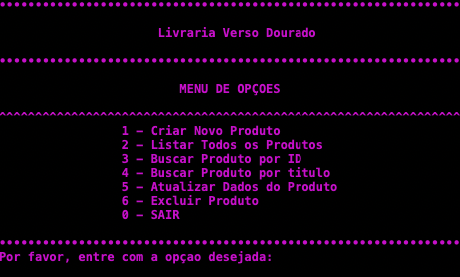 Livraria Verso Dourado
MENU DE OPÇOES
1 – Criar Novo Produto
2 – Listar Todos os Produtos
3 – Buscar Produto por ID
4 – Buscar Produto por titulo
5 – Atualizar Dados do Produto
6 – Excluir Produto
0 – SAIR
Por favor, entre com a opçao desejada: